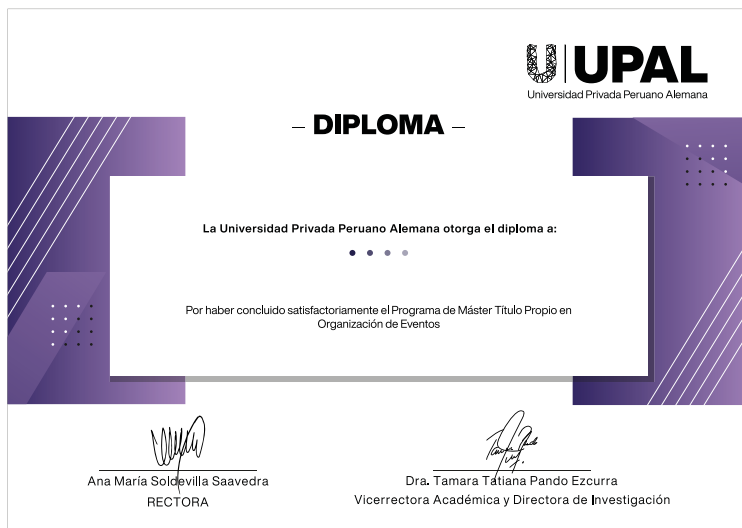 UPAL
Universidad Privada Peruano Alemana
– DIPLOMA –
La Universidad Privada Peruano Alemana otorga el diploma a:
Por haber concluido satisfactoriamente el Programa de Máster Título Propio en
Organización de Eventos
Ana María Soldevilla Saavedra
RECTORA
Dra. Tamara Tatiana Pando Ezcurra
Vicerrectora Académica y Directora de Investigación